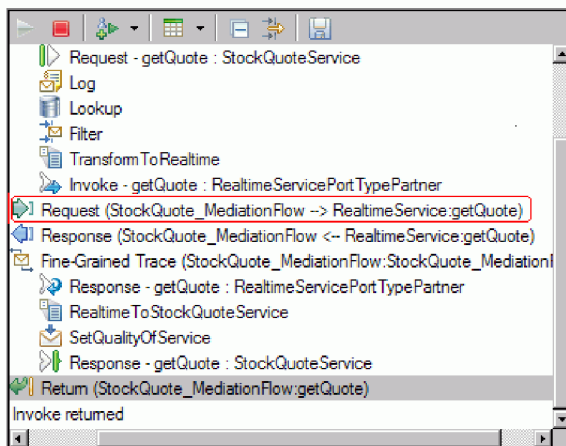 Request - getQuote : StockQuoteService
Log
Lookup
Filter
TransformToRealtime
Invoke - getQuote : RealtimeServicePortTypePartner
Request (StockQuote_MediationFlow --> RealtimeService:getQuote)
Response (StockQuote_MediationFlow <-- RealtimeService:getQuote)
Fine-Grained Trace (StockQuote_MediationFlow:StockQuote_Mediation
Response - getQuote : RealtimeServicePortTypePartner
RealtimeToStockQuoteService
SetQualityOfService
Response - getQuote : StockQuoteService
Return (StockQuote_MediationFlow:getQuote)
Invoke returned